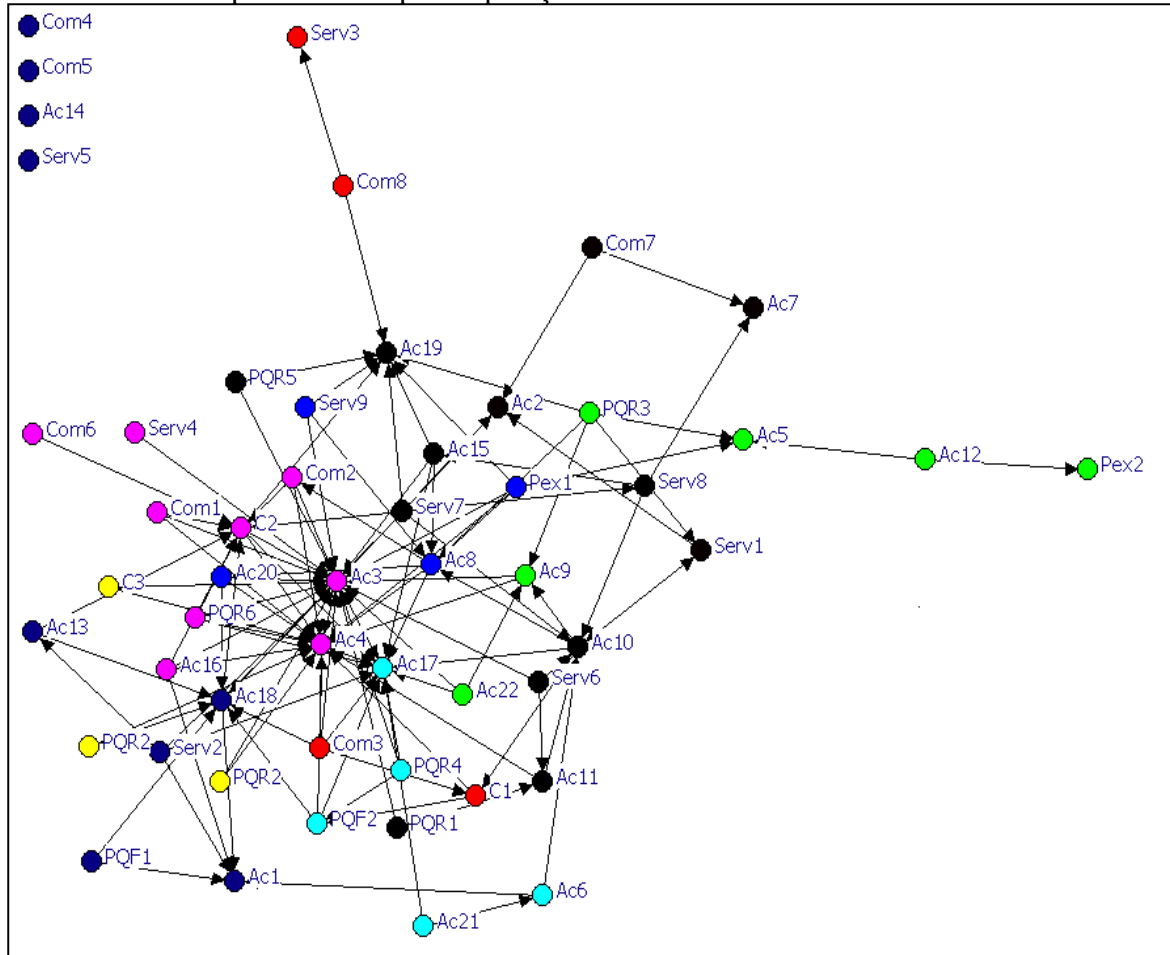 Com4
Serv3
Com5
Ac14
Serv5
Com8
Com7
Ac7
Ac19
PQR5
Serv9
Ac2
PQR3
Com6
Serv4
Ac5
Ac15
Ac12
Pex2
Com2
Pex1
Serv8
Com1
Serv7
C2
Serv1
Ac8
Ac20
Ac3
Ac9
C3
PQR6
Ac13
Ac4
Ac10
Ac16
Ac17
Serv6
Ac18
Ac22
PQR2
Serv2
Com3
PQR4
PQR2
C1
Ac11
PQF2
PQR1
PQF1
Ac1
Ac6
Ac21